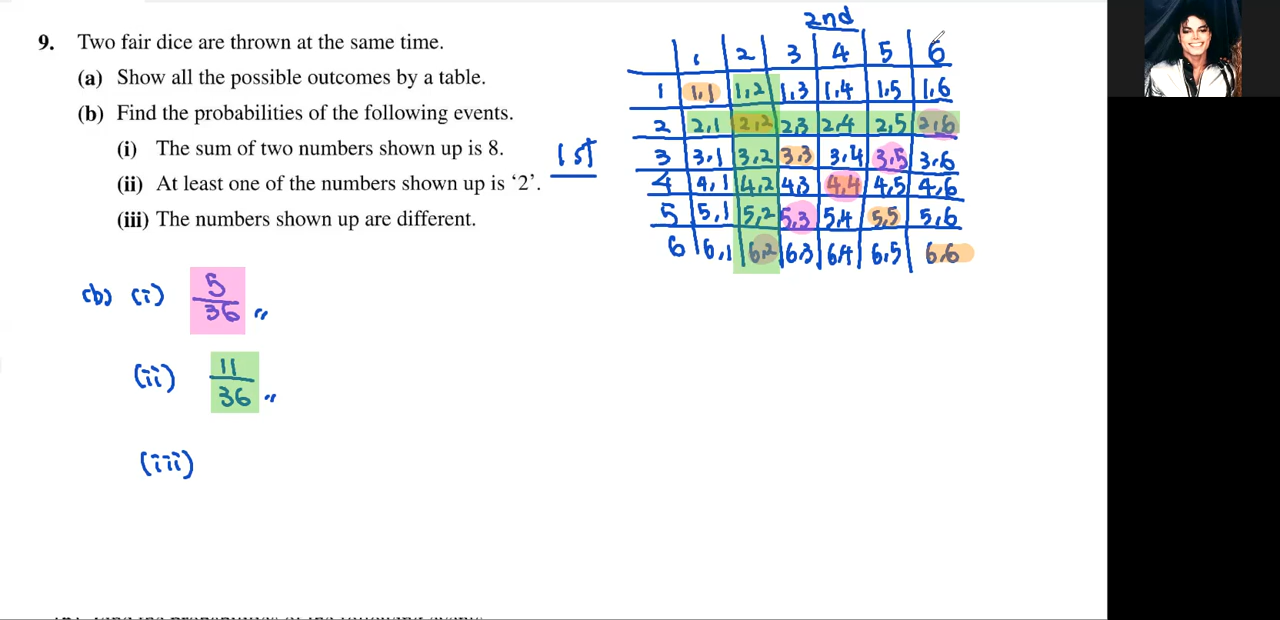 9. Two fair dice are thrown at the same time.
(a) Show all the possible outcomes by a table.
(b) Find the probabilities of the following events.
(i) The sum of two numbers shown up is 8.
(ii) At least one of the numbers shown up is ‘2’.
(iii) The numbers shown up are different.
2nd
1 2 3 4 5 6
1 1,1 1,2 1,3 1,4 1,5 1,6
2 2,1 2,2 2,3 2,4 2,5 2,6
1st
3 3,1 3,2 3,3 3,4 3,5 3,6
4 4,1 4,2 4,3 4,4 4,5 4,6
5 5,1 5,2 5,3 5,4 5,5 5,6
6 6,1 6,2 6,3 6,4 6,5 6,6
(b) (i) 5/36 "
(ii) 11/36 "
(iii)